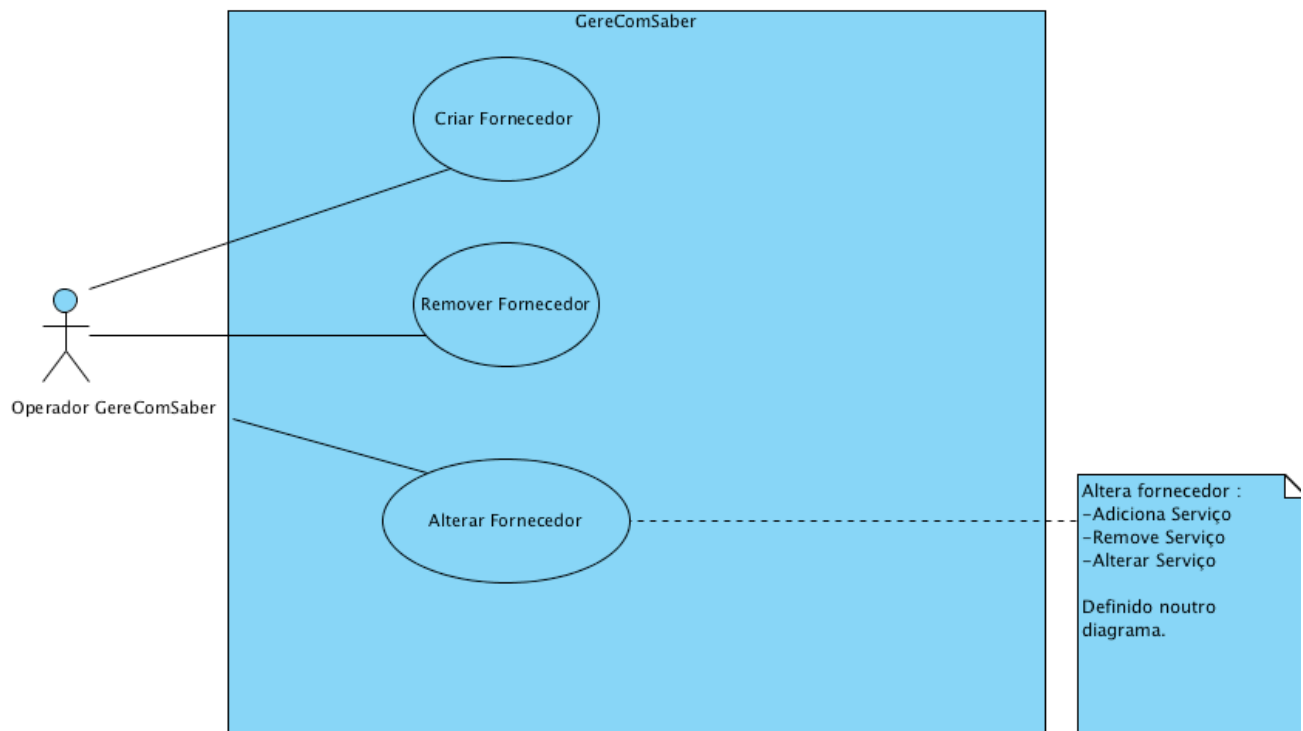 GereComSaber
Criar Fornecedor
Remover Fornecedor
Operador GereComSaber
Alterar Fornecedor
Altera fornecedor :
-Adiciona Serviço
-Remove Serviço
-Alterar Serviço
Definido noutro
diagrama.